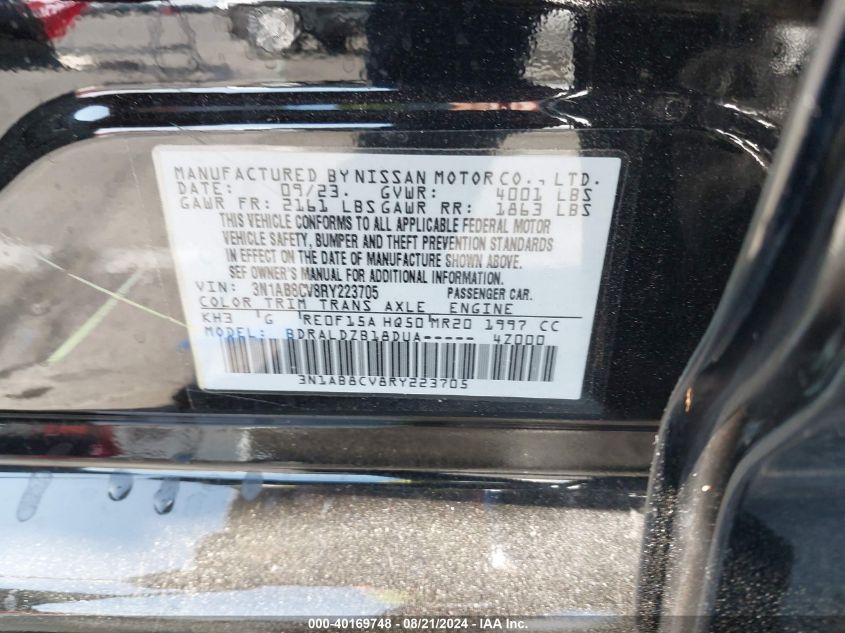 MANUFACTURED BY NISSAN MOTOR CO., LTD.
DATE: 09/23. GVWR: 4001 LBS
GAWR FR: 2161 LBS GAWR RR: 1863 LBS
THIS VEHICLE CONFORMS TO ALL APPLICABLE FEDERAL MOTOR
VEHICLE SAFETY, BUMPER AND THEFT PREVENTION STANDARDS
IN EFFECT ON THE DATE OF MANUFACTURE SHOWN ABOVE.
SEF OWNER'S MANUAL FOR ADDITIONAL INFORMATION.
VIN: 3N1AB8CV8RY223705 PASSENGER CAR.
COLOR TRIM TRANS AXLE ENGINE
KH3 G RE0F15A HQ50 MR20 1997 CC
MODEL: BDRALDZB18DUA----- 4Z000
3N1AB8CV8RY223705
000-40169748 - 08/21/2024 - IAA Inc.